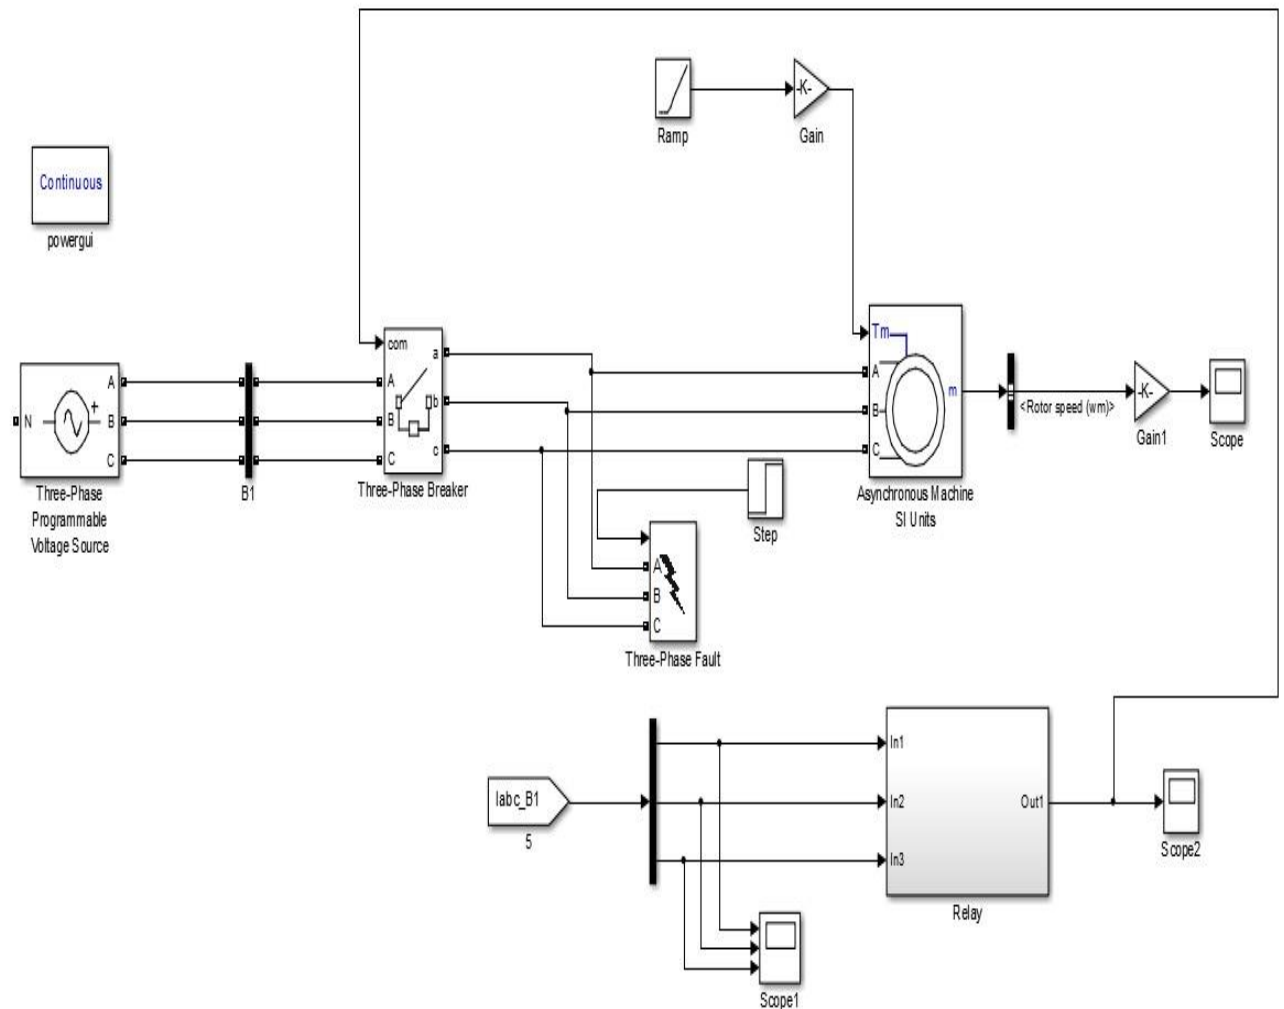 -K-
Ramp
Gain
Continuous
powergui
com
a
A
b
B
c
C
N
+
A
B
C
Three-Phase
Programmable
Voltage Source
B1
Three-Phase Breaker
Tm
A
B
C
m
Asynchronous Machine
SI Units
<Rotor speed (wm)>
-K-
Gain1
Scope
Step
A
B
C
Three-Phase Fault
Iabc_B1
5
In1
In2
In3
Out1
Relay
Scope2
Scope1